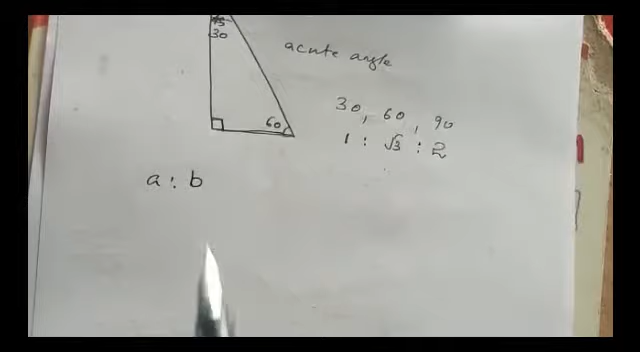 30
60
acute angle
30, 60, 90
1 : √3 : 2
a : b